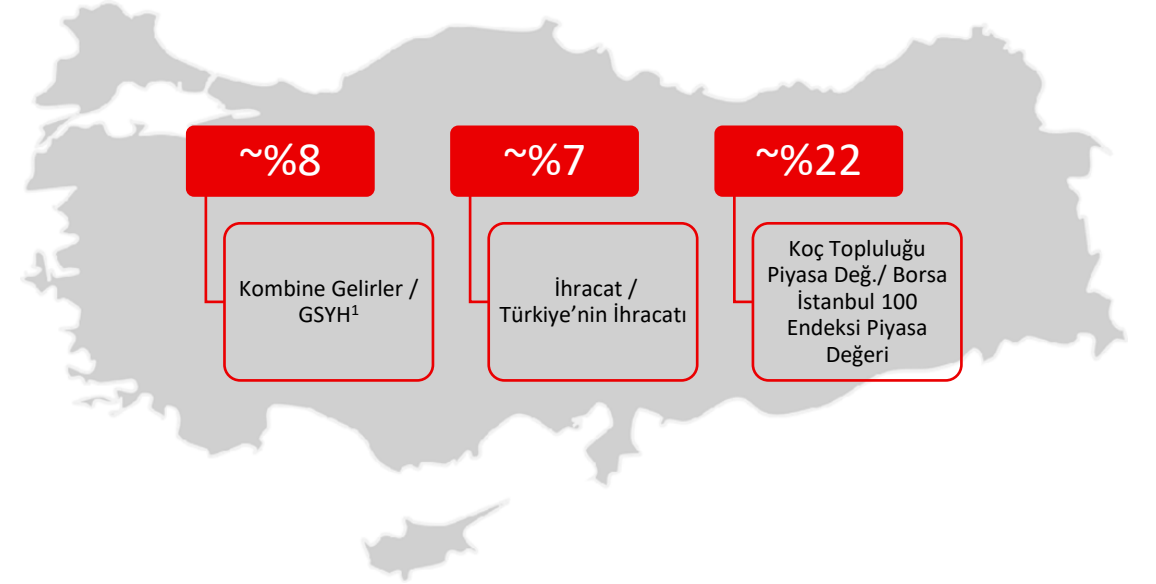 ~%8
Kombine Gelirler /
GSYH¹
~%7
İhracat /
Türkiye’nin İhracatı
~%22
Koç Topluluğu
Piyasa Değ./ Borsa
İstanbul 100
Endeksi Piyasa
Değeri